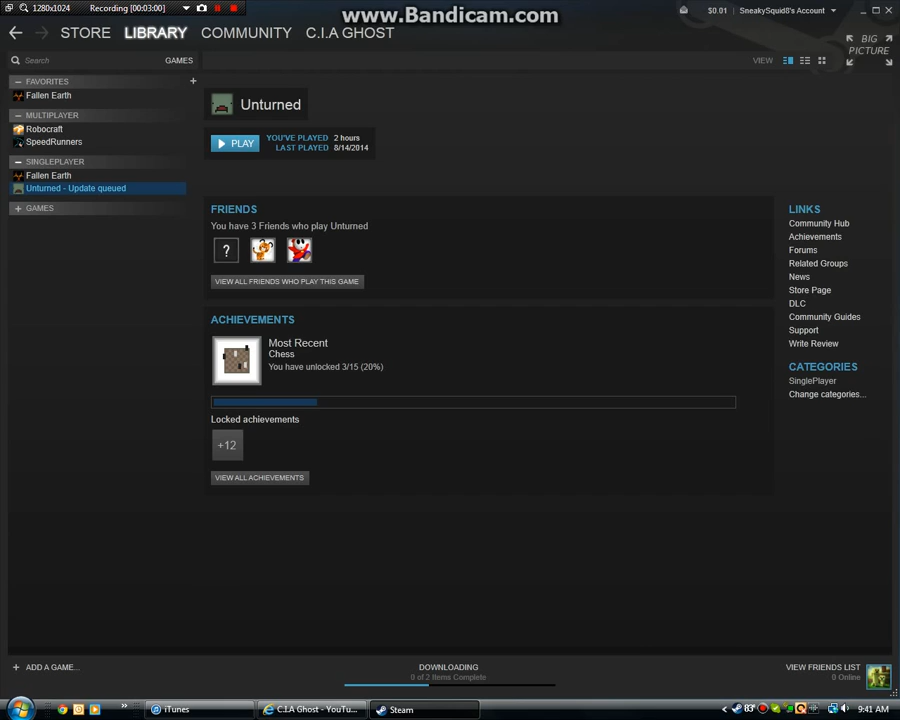 1280x1024
Recording [00:03:00]
www.Bandicam.com
$0.01
SneakySquid8's Account
STORE LIBRARY COMMUNITY C.I.A GHOST
BIG PICTURE
Search
GAMES
VIEW
FAVORITES
Fallen Earth
MULTIPLAYER
Robocraft
SpeedRunners
SINGLEPLAYER
Fallen Earth
Unturned - Update queued
GAMES
Unturned
PLAY
YOU'VE PLAYED 2 hours
LAST PLAYED 8/14/2014
FRIENDS
You have 3 Friends who play Unturned
?
VIEW ALL FRIENDS WHO PLAY THIS GAME
ACHIEVEMENTS
Most Recent
Chess
You have unlocked 3/15 (20%)
Locked achievements
+12
VIEW ALL ACHIEVEMENTS
LINKS
Community Hub
Achievements
Forums
Related Groups
News
Store Page
DLC
Community Guides
Support
Write Review
CATEGORIES
SinglePlayer
Change categories...
ADD A GAME...
DOWNLOADING
0 of 2 Items Complete
VIEW FRIENDS LIST
0 Online
iTunes
C.I.A Ghost - YouTu...
Steam
83°
9:41 AM